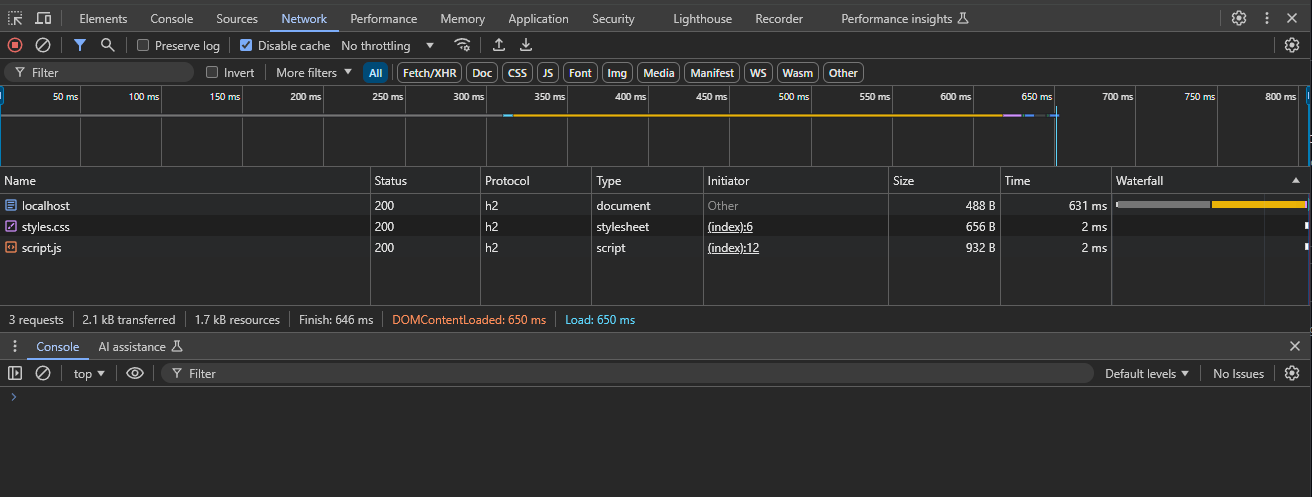 Elements Console Sources Network Performance Memory Application Security Lighthouse Recorder Performance insights
Preserve log Disable cache No throttling
Filter Invert More filters All Fetch/XHR Doc CSS JS Font Img Media Manifest WS Wasm Other
50 ms 100 ms 150 ms 200 ms 250 ms 300 ms 350 ms 400 ms 450 ms 500 ms 550 ms 600 ms 650 ms 700 ms 750 ms 800 ms
Name Status Protocol Type Initiator Size Time Waterfall
localhost 200 h2 document Other 488 B 631 ms
styles.css 200 h2 stylesheet (index):6 656 B 2 ms
script.js 200 h2 script (index):12 932 B 2 ms
3 requests 2.1 kB transferred 1.7 kB resources Finish: 646 ms DOMContentLoaded: 650 ms Load: 650 ms
Console AI assistance
top Filter Default levels No Issues